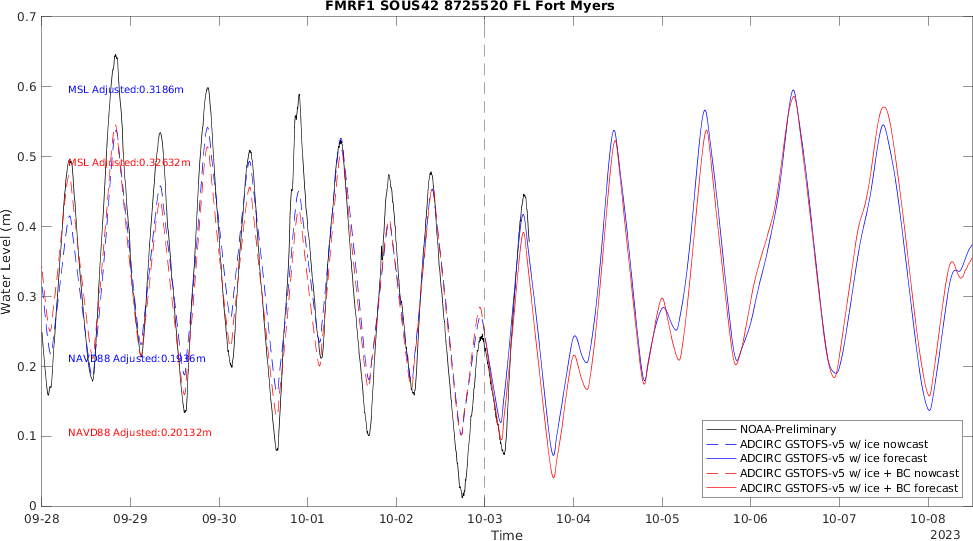 FMRF1 SOUS42 8725520 FL Fort Myers
Water Level (m)
0.7
0.6
0.5
0.4
0.3
0.2
0.1
0
MSL Adjusted:0.3186m
MSL Adjusted:0.32632m
NAVD88 Adjusted:0.1936m
NAVD88 Adjusted:0.20132m
NOAA-Preliminary
ADCIRC GSTOFS-v5 w/ ice nowcast
ADCIRC GSTOFS-v5 w/ ice forecast
ADCIRC GSTOFS-v5 w/ ice + BC nowcast
ADCIRC GSTOFS-v5 w/ ice + BC forecast
09-28 09-29 09-30 10-01 10-02 10-03 10-04 10-05 10-06 10-07 10-08
2023
Time